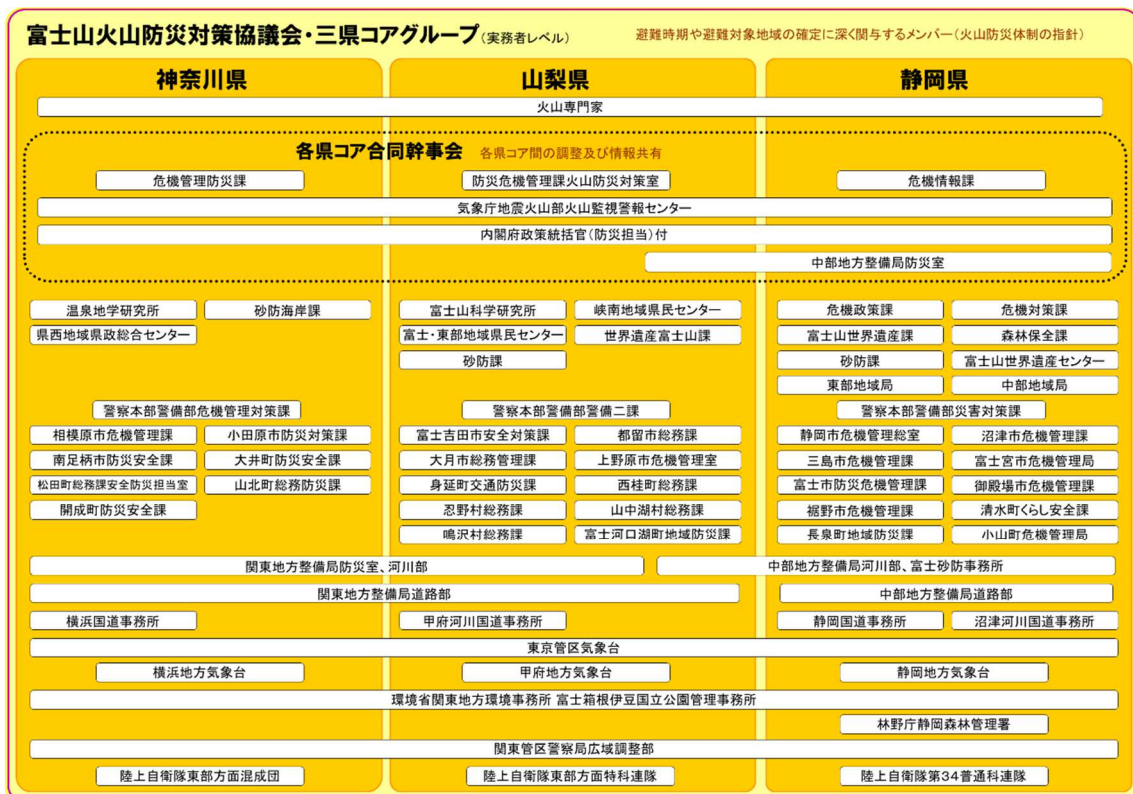 富士山火山防災対策協議会・三県コアグループ(実務者レベル) 避難時期や避難対象地域の確定に深く関与するメンバー(火山防災体制の指針)
神奈川県 山梨県 静岡県
火山専門家
各県コア合同幹事会 各県コア間の調整及び情報共有
危機管理防災課 防災危機管理課火山防災対策室 危機情報課
気象庁地震火山部火山監視警報センター
内閣府政策統括官(防災担当)付
中部地方整備局防災室
温泉地学研究所 砂防海岸課 富士山科学研究所 峡南地域県民センター 危機政策課 危機対策課
県西地域県政総合センター 富士・東部地域県民センター 世界遺産富士山課 富士山世界遺産課 森林保全課
砂防課 砂防課 富士山世界遺産センター
東部地域局 中部地域局
警察本部警備部危機管理対策課 警察本部警備部警備二課 警察本部警備部災害対策課
相模原市危機管理課 小田原市防災対策課 富士吉田市安全対策課 都留市総務課 静岡市危機管理総室 沼津市危機管理課
南足柄市防災安全課 大井町防災安全課 大月市総務管理課 上野原市危機管理室 三島市危機管理課 富士宮市危機管理局
松田町総務課安全防災担当室 山北町総務防災課 身延町交通防災課 西桂町総務課 富士市防災危機管理課 御殿場市危機管理課
開成町防災安全課 忍野村総務課 山中湖村総務課 裾野市危機管理課 清水町くらし安全課
鳴沢村総務課 富士河口湖町地域防災課 長泉町地域防災課 小山町危機管理局
関東地方整備局防災室、河川部 中部地方整備局河川部、富士砂防事務所
関東地方整備局道路部 中部地方整備局道路部
横浜国道事務所 甲府河川国道事務所 静岡国道事務所 沼津河川国道事務所
東京管区気象台
横浜地方気象台 甲府地方気象台 静岡地方気象台
環境省関東地方環境事務所 富士箱根伊豆国立公園管理事務所
林野庁静岡森林管理署
関東管区警察局広域調整部
陸上自衛隊東部方面混成団 陸上自衛隊東部方面特科連隊 陸上自衛隊第34普通科連隊